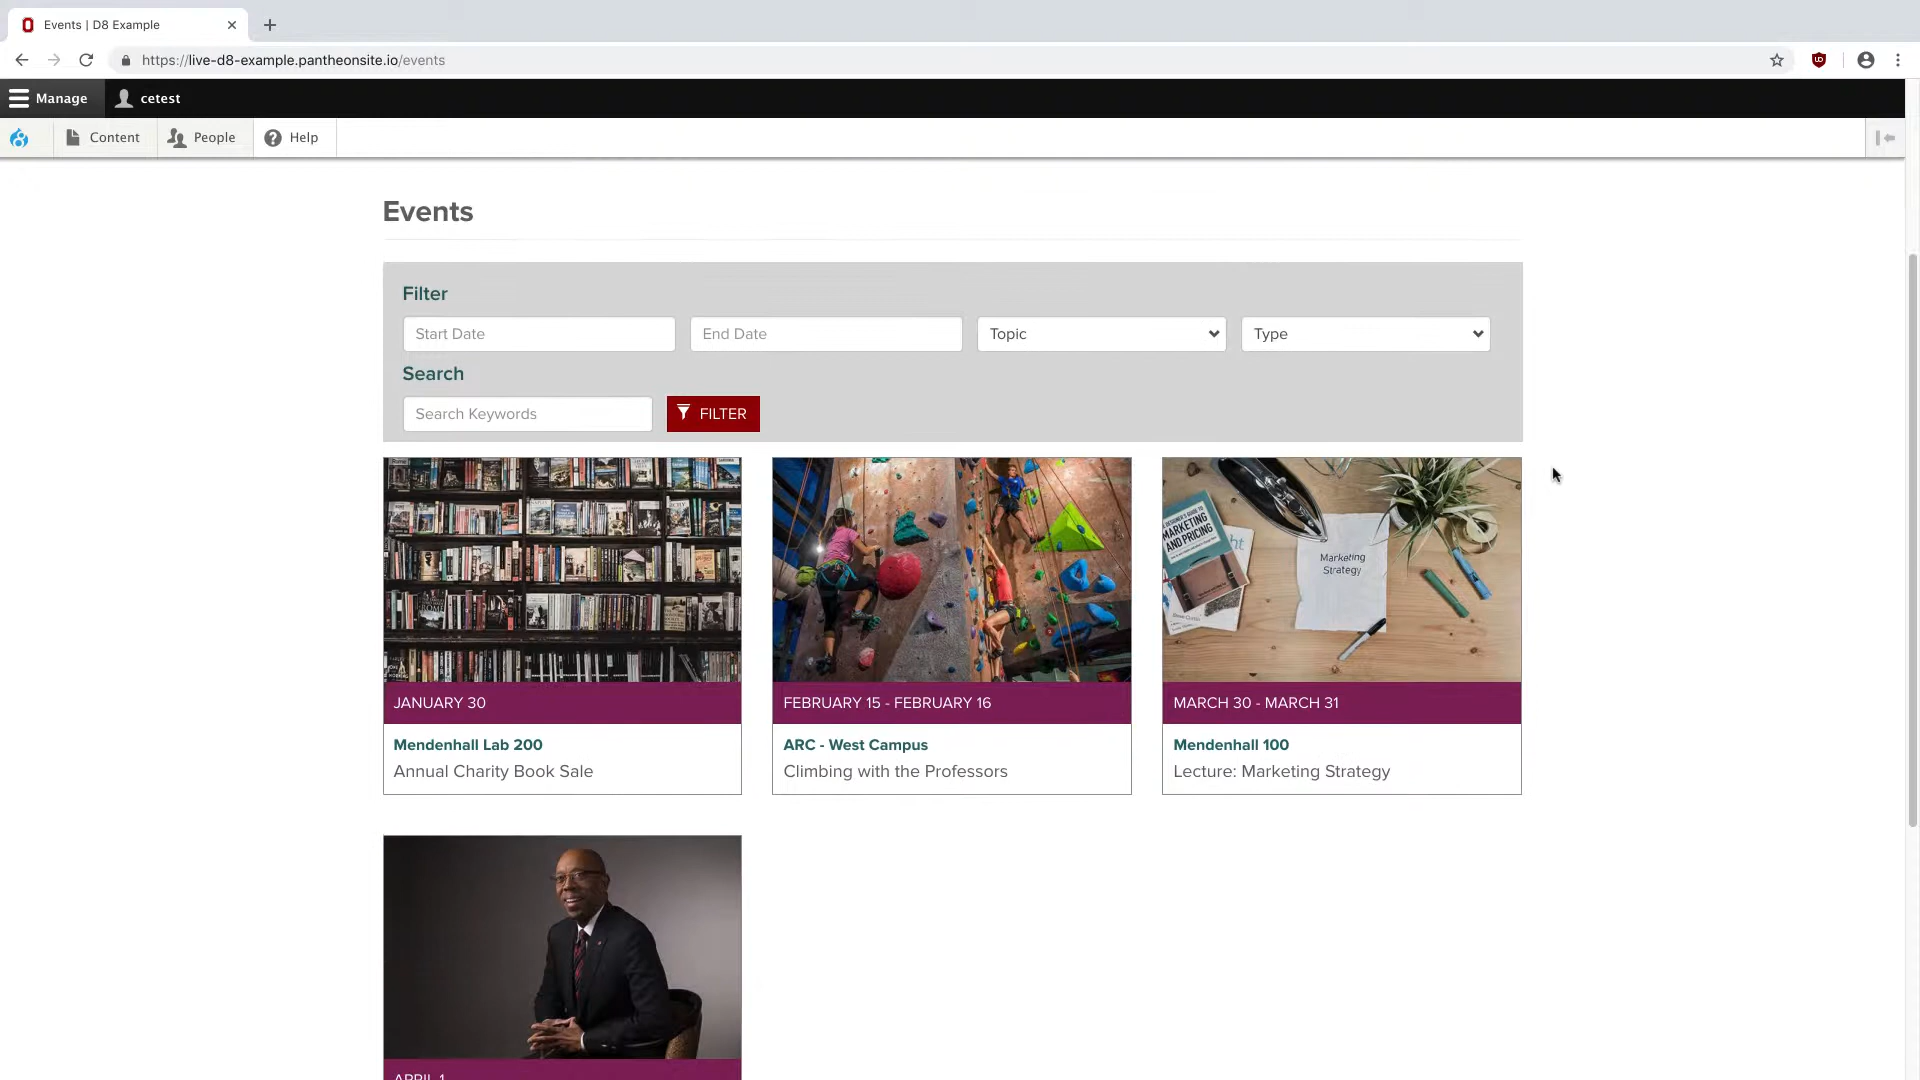 Events | D8 Example
https://live-d8-example.pantheonsite.io/events
Manage
cetest
Content
People
Help
Events
Filter
Start Date
End Date
Topic
Type
Search
Search Keywords
FILTER
MARKETING
AND PRICING
Marketing
Strategy
JANUARY 30
FEBRUARY 15 - FEBRUARY 16
MARCH 30 - MARCH 31
Mendenhall Lab 200
ARC - West Campus
Mendenhall 100
Annual Charity Book Sale
Climbing with the Professors
Lecture: Marketing Strategy
APRIL 1